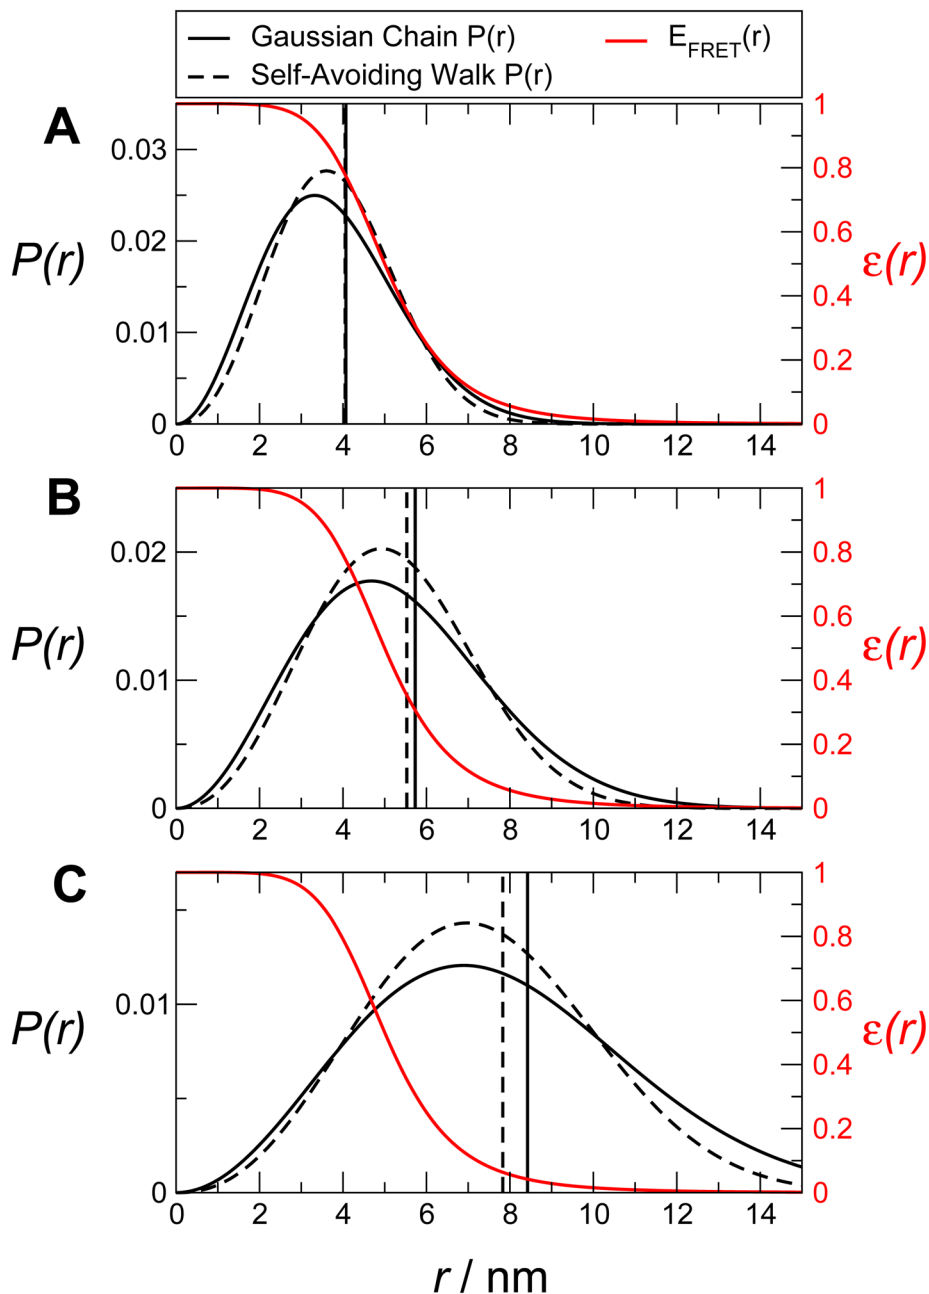 Gaussian Chain P(r) E_FRET(r)
Self-Avoiding Walk P(r)
A
1
0.03
0.8
0.02
0.6
P(r) ε(r)
0.4
0.01
0.2
0 0
0 2 4 6 8 10 12 14
B
1
0.02
0.8
0.6
P(r) ε(r)
0.01
0.4
0.2
0 0
0 2 4 6 8 10 12 14
C
1
0.8
0.01
0.6
P(r) ε(r)
0.4
0.2
0 0
0 2 4 6 8 10 12 14
r / nm